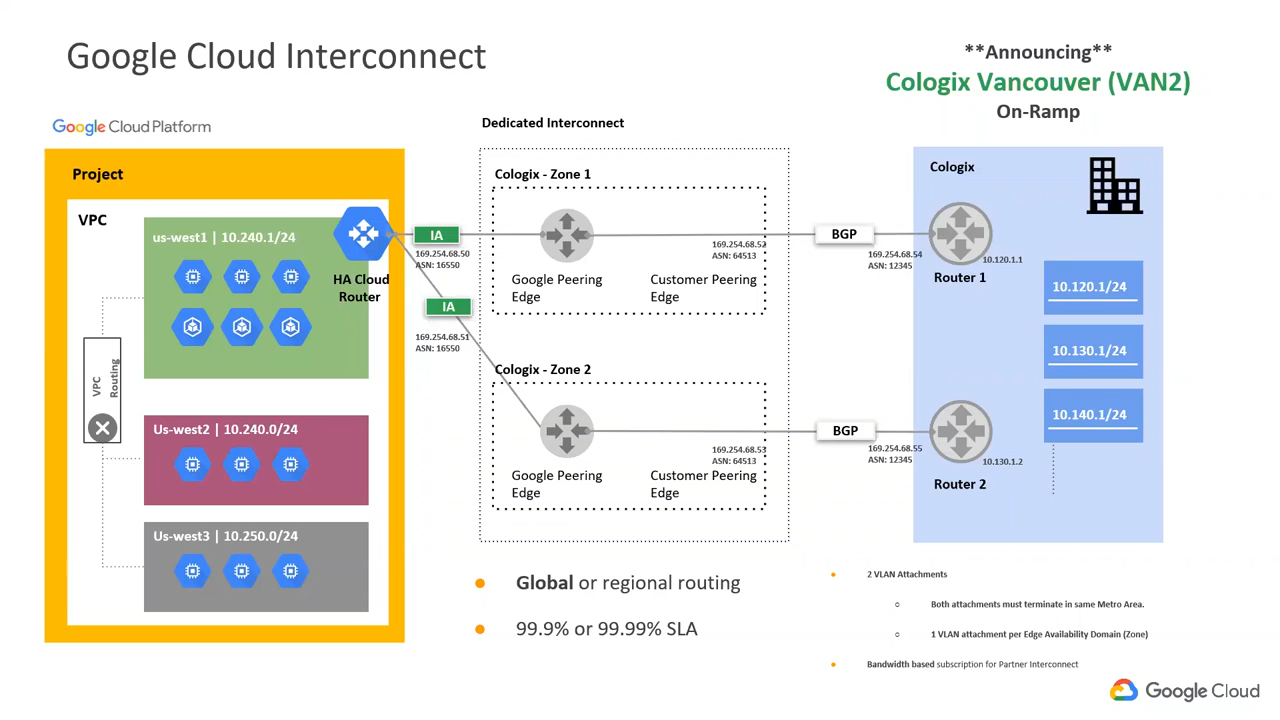 Google Cloud Interconnect
**Announcing**
Cologix Vancouver (VAN2)
On-Ramp
Google Cloud Platform
Dedicated Interconnect
Project
VPC
us-west1 | 10.240.1/24
HA Cloud
Router
VPC
Routing
Us-west2 | 10.240.0/24
Us-west3 | 10.250.0/24
IA
169.254.68.50
ASN: 16550
IA
169.254.68.51
ASN: 16550
Cologix - Zone 1
169.254.68.52
ASN: 64513
Google Peering
Edge
Customer Peering
Edge
Cologix - Zone 2
169.254.68.53
ASN: 64513
Google Peering
Edge
Customer Peering
Edge
BGP
169.254.68.54
ASN: 12345
BGP
169.254.68.55
ASN: 12345
Cologix
10.120.1.1
Router 1
10.120.1/24
10.130.1/24
10.140.1/24
10.130.1.2
Router 2
Global or regional routing
99.9% or 99.99% SLA
2 VLAN Attachments
Both attachments must terminate in same Metro Area.
1 VLAN attachment per Edge Availability Domain (Zone)
Bandwidth based subscription for Partner Interconnect
Google Cloud